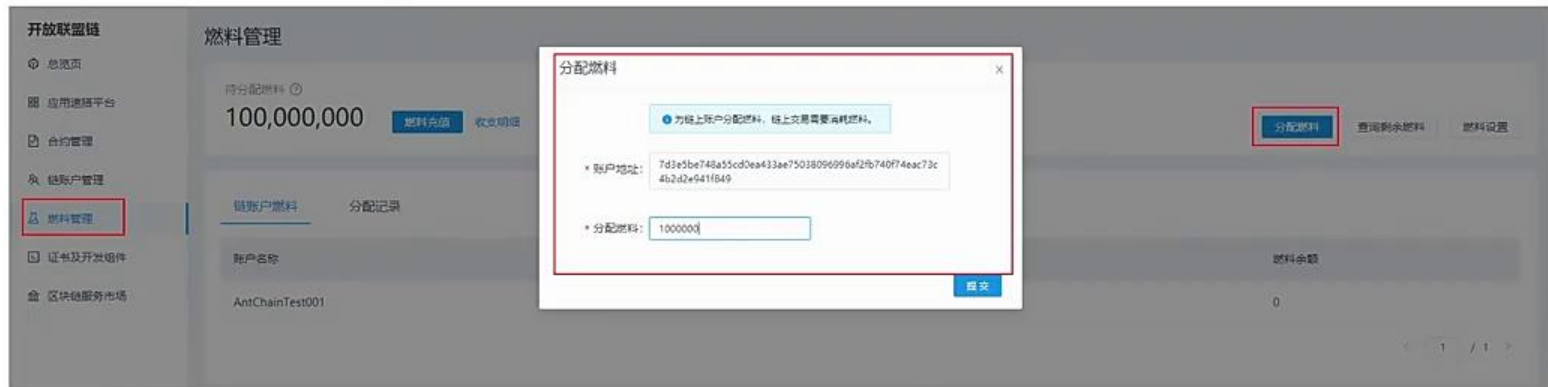 开放联盟链
总览页
应用速搭平台
合约管理
链账户管理
燃料管理
证书及开发组件
区块链服务市场
燃料管理
待分配燃料
100,000,000
燃料充值
收支明细
分配燃料
查询剩余燃料
燃料设置
链账户燃料
分配记录
账户名称
燃料余额
AntChainTest001
0
1 / 1
分配燃料
为链上账户分配燃料，链上交易需要消耗燃料。
* 账户地址：
7d3e5be748a55cd0ea433ae75038096996af2fb740f74eac73c
4b2d2e941f849
* 分配燃料：
1000000
提交